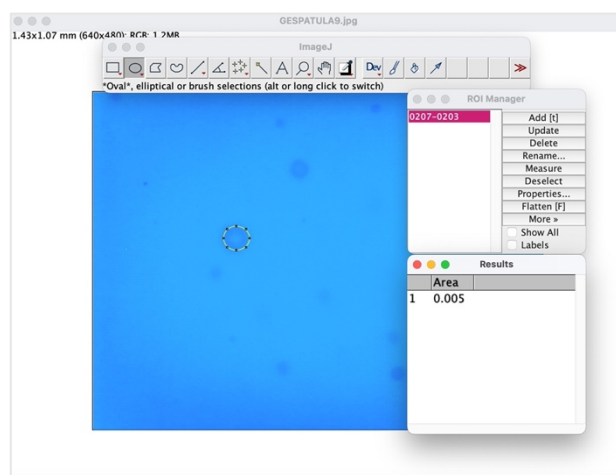 GESPATULA9.jpg
1.43x1.07 mm (640x480); RGB; 1.2MB
ImageJ
A Dev
*Oval*, elliptical or brush selections (alt or long click to switch)
ROI Manager
0207-0203
Add [t]
Update
Delete
Rename...
Measure
Deselect
Properties...
Flatten [F]
More »
Show All
Labels
Results
Area
1 0.005